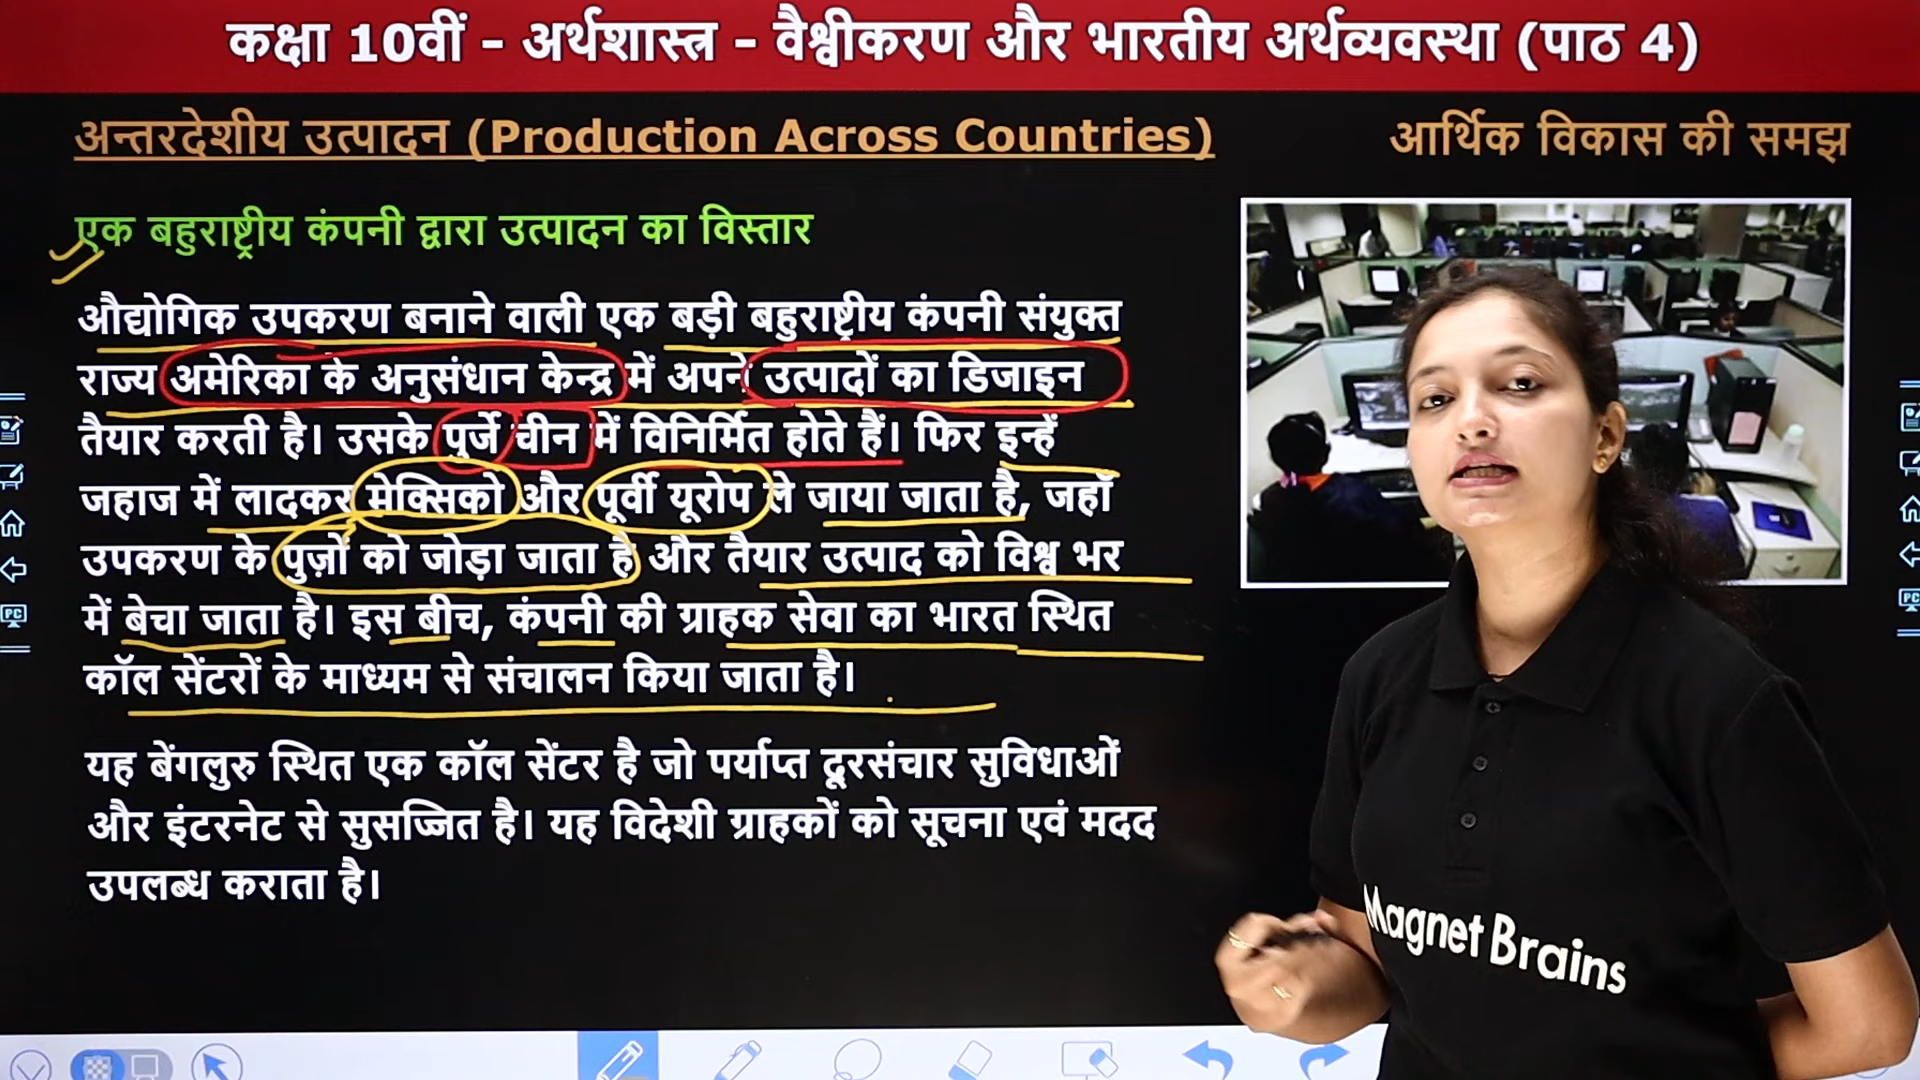 कक्षा 10वीं - अर्थशास्त्र - वैश्वीकरण और भारतीय अर्थव्यवस्था (पाठ 4)
अन्तरदेशीय उत्पादन (Production Across Countries)
आर्थिक विकास की समझ
एक बहुराष्ट्रीय कंपनी द्वारा उत्पादन का विस्तार
औद्योगिक उपकरण बनाने वाली एक बड़ी बहुराष्ट्रीय कंपनी संयुक्त
राज्य अमेरिका के अनुसंधान केन्द्र में अपने उत्पादों का डिजाइन
तैयार करती है। उसके पुर्जे चीन में विनिर्मित होते हैं। फिर इन्हें
जहाज में लादकर मेक्सिको और पूर्वी यूरोप ले जाया जाता है, जहाँ
उपकरण के पुज़ों को जोड़ा जाता है और तैयार उत्पाद को विश्व भर
में बेचा जाता है। इस बीच, कंपनी की ग्राहक सेवा का भारत स्थित
कॉल सेंटरों के माध्यम से संचालन किया जाता है।
यह बेंगलुरु स्थित एक कॉल सेंटर है जो पर्याप्त दूरसंचार सुविधाओं
और इंटरनेट से सुसज्जित है। यह विदेशी ग्राहकों को सूचना एवं मदद
उपलब्ध कराता है।
Magnet Brains
PC
PC